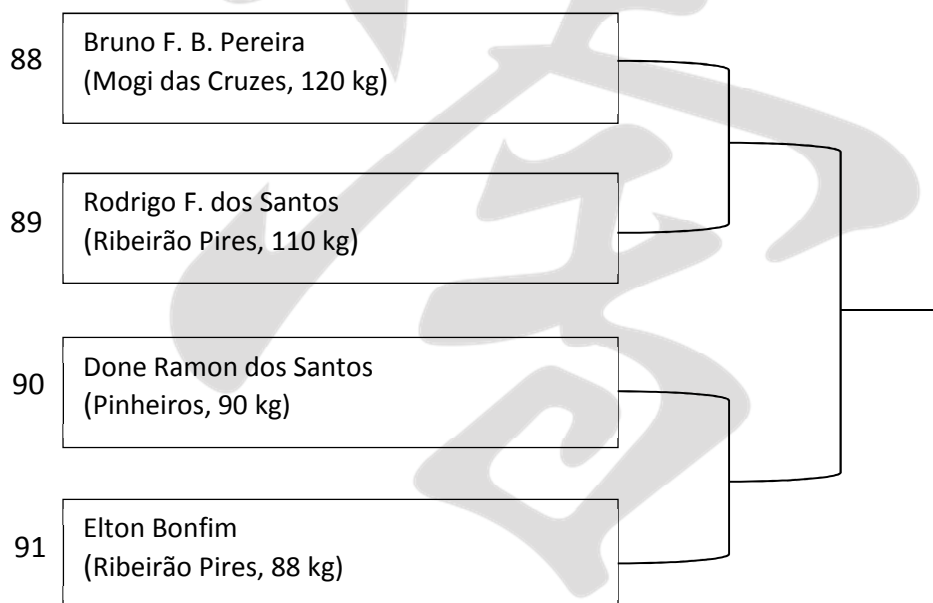 88
Bruno F. B. Pereira
(Mogi das Cruzes, 120 kg)
89
Rodrigo F. dos Santos
(Ribeirão Pires, 110 kg)
90
Done Ramon dos Santos
(Pinheiros, 90 kg)
91
Elton Bonfim
(Ribeirão Pires, 88 kg)